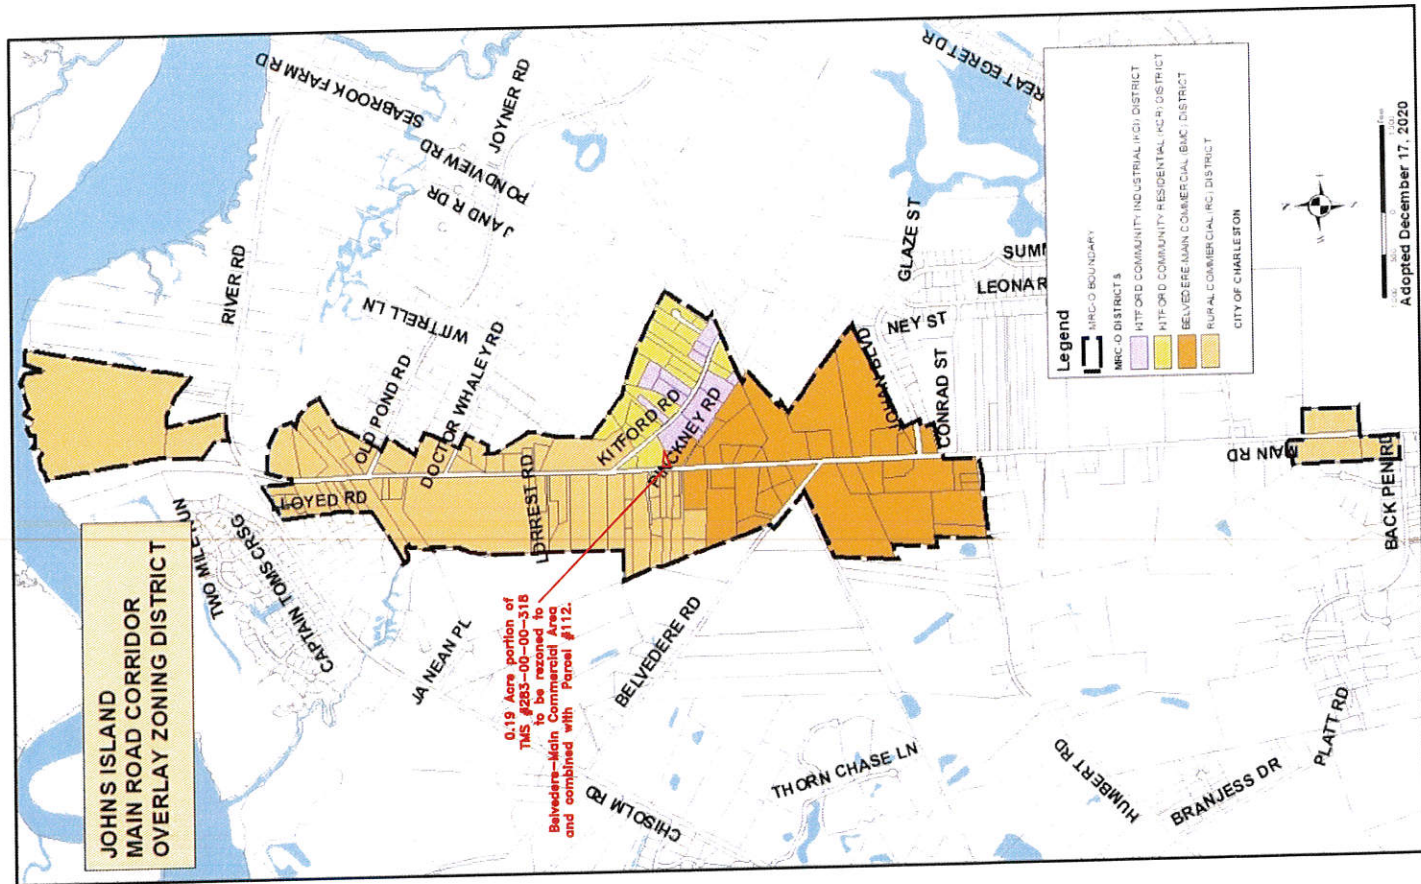 JOHNS ISLAND
MAIN ROAD CORRIDOR
OVERLAY ZONING DISTRICT
SEABROOK FARM RD
JOYNER RD
PONDVIEW RD
J AND R DR
RIVER RD
WITTRELL LN
OLD POND RD
DOCTOR WHALEY RD
TWO MILE RUN
CAPTAIN TOMS CRSG
LOYED RD
LORREST RD
KITFORD RD
PINCKNEY RD
JA NEAN PL
BELVEDERE RD
CHISOLM RD
THORN CHASE LN
HUMBERT RD
BRANJESS DR
PLATT RD
BACK PEN RD
MAIN RD
CONRAD ST
NEY ST
GLAZE ST
SUMM
LEONAR
REAT EGRET DR
0.19 Acre portion of
TMS #283-00-00-318
to be rezoned to
Belvedere-Main Commercial Area
and combined with Parcel #112.
Legend
MRC-O BOUNDARY
MRC-O DISTRICTS
KITFORD COMMUNITY INDUSTRIAL (KCI) DISTRICT
KITFORD COMMUNITY RESIDENTIAL (KCR) DISTRICT
BELVEDERE-MAIN COMMERCIAL (BMC) DISTRICT
RURAL COMMERCIAL (RC) DISTRICT
CITY OF CHARLESTON
Adopted December 17, 2020